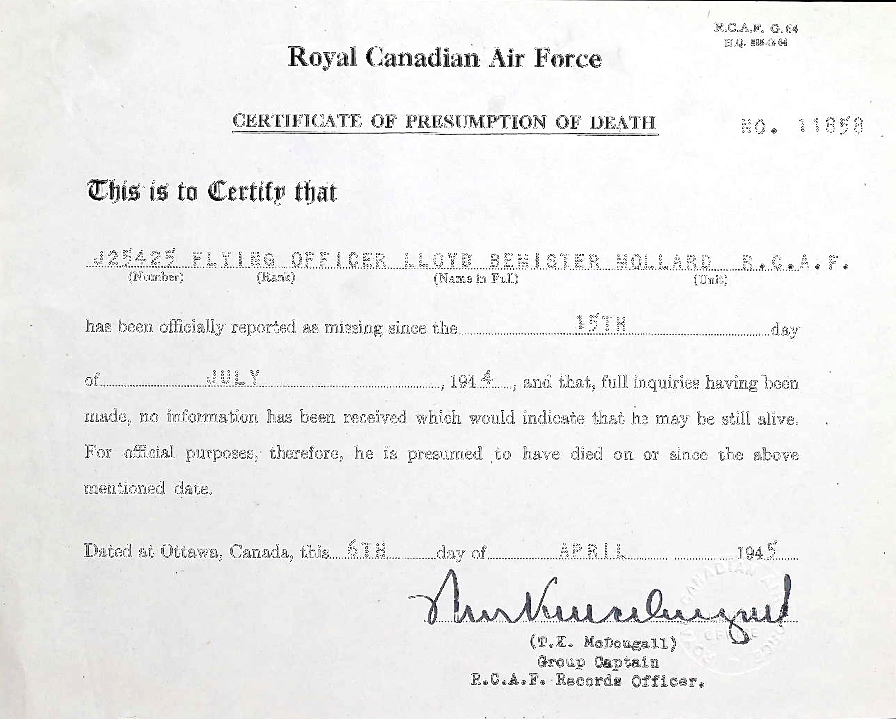 R.C.A.F. G. 64
Royal Canadian Air Force
CERTIFICATE OF PRESUMPTION OF DEATH
NO. 11858
This is to Certify that
J25425 FLYING OFFICER LLOYD BEMISTER MOLLARD R.C.A.F.
(Number) (Rank) (Name in Full) (Unit)
has been officially reported as missing since the 15TH day
of JULY, 1944, and that, full inquiries having been
made, no information has been received which would indicate that he may be still alive.
For official purposes, therefore, he is presumed to have died on or since the above
mentioned date.
Dated at Ottawa, Canada, this 6TH day of APRIL 1945
(T.K. McDougall)
Group Captain
R.C.A.F. Records Officer.